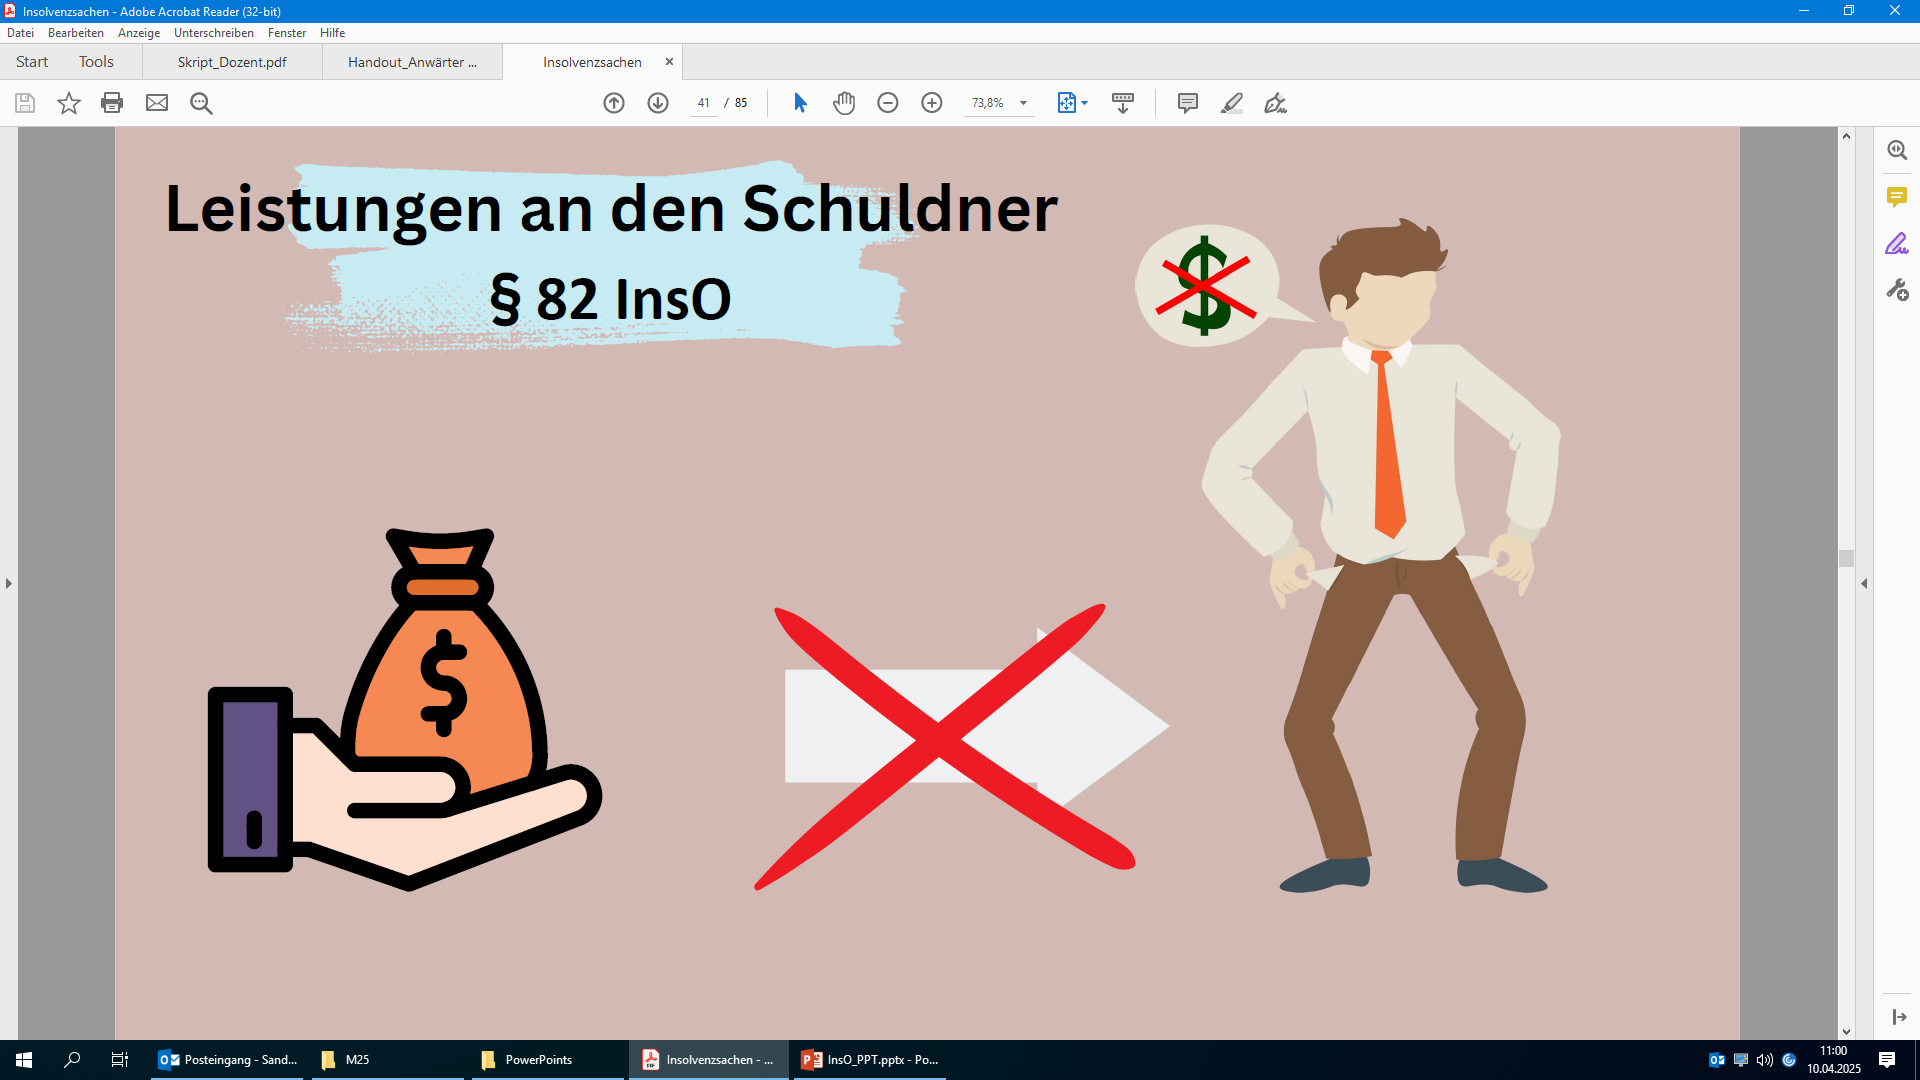 Insolvenzsachen - Adobe Acrobat Reader (32-bit)
Datei Bearbeiten Anzeige Unterschreiben Fenster Hilfe
Start Tools Skript_Dozent.pdf Handout_Anwärter ... Insolvenzsachen
41 / 85 73,8%
Leistungen an den Schuldner
§ 82 InsO
$
$
Posteingang - Sand... M25 PowerPoints Insolvenzsachen - ... InsO_PPT.pptx - Po...
11:00
10.04.2025